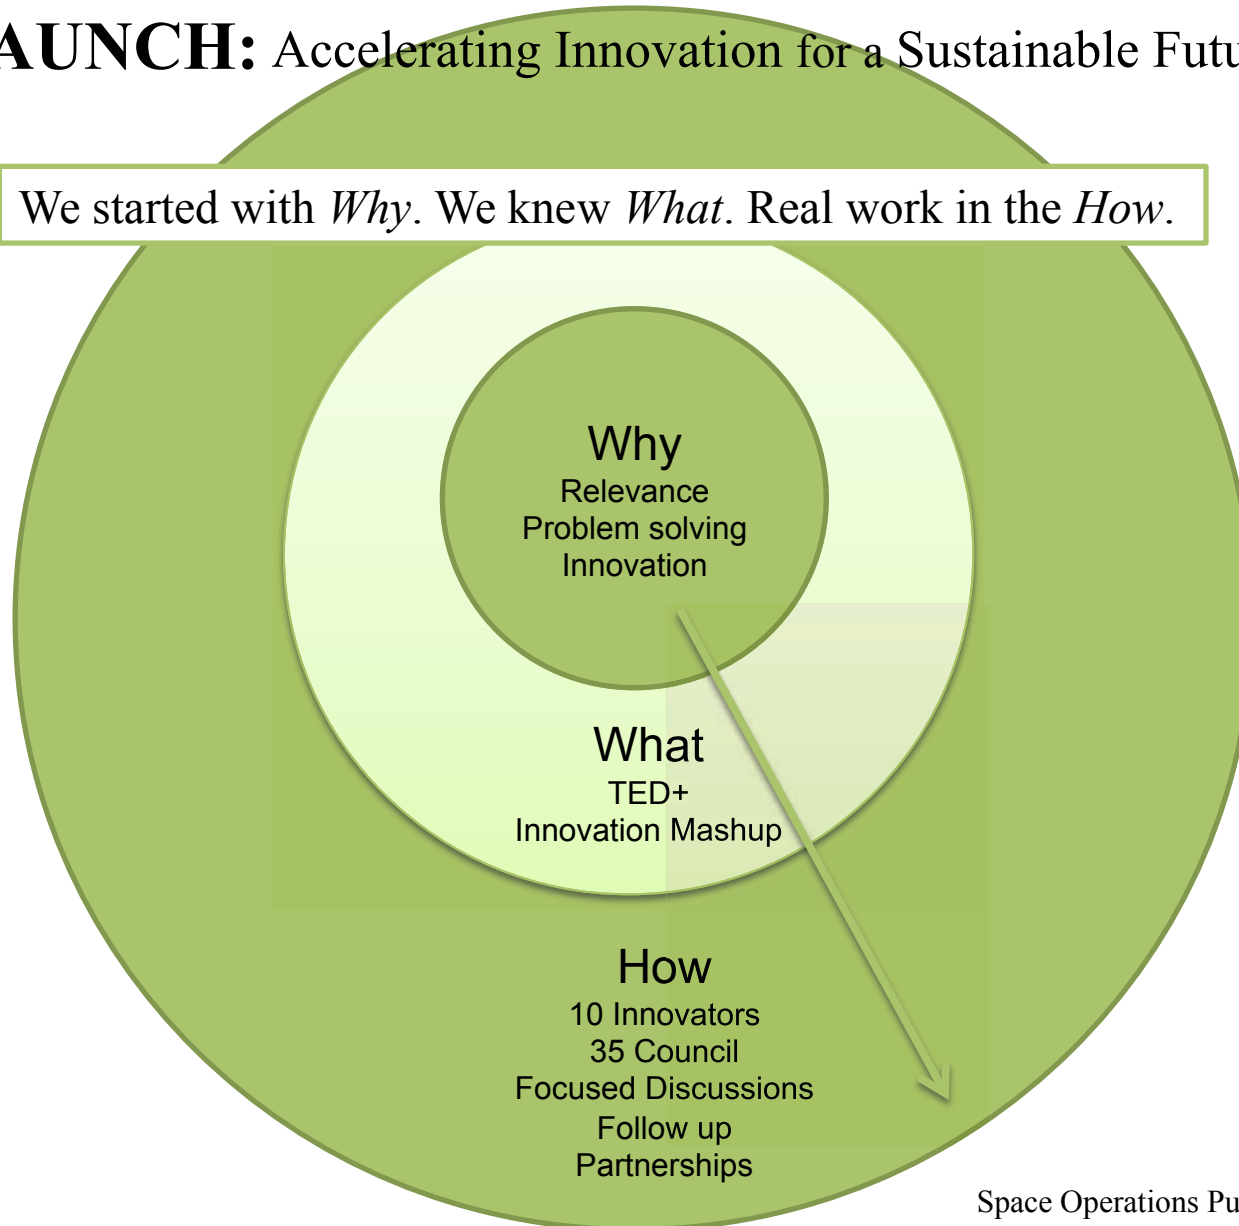 AUNCH: Accelerating Innovation for a Sustainable Futu
We started with Why. We knew What. Real work in the How.
Why
Relevance
Problem solving
Innovation
What
TED+
Innovation Mashup
How
10 Innovators
35 Council
Focused Discussions
Follow up
Partnerships
Space Operations Pu